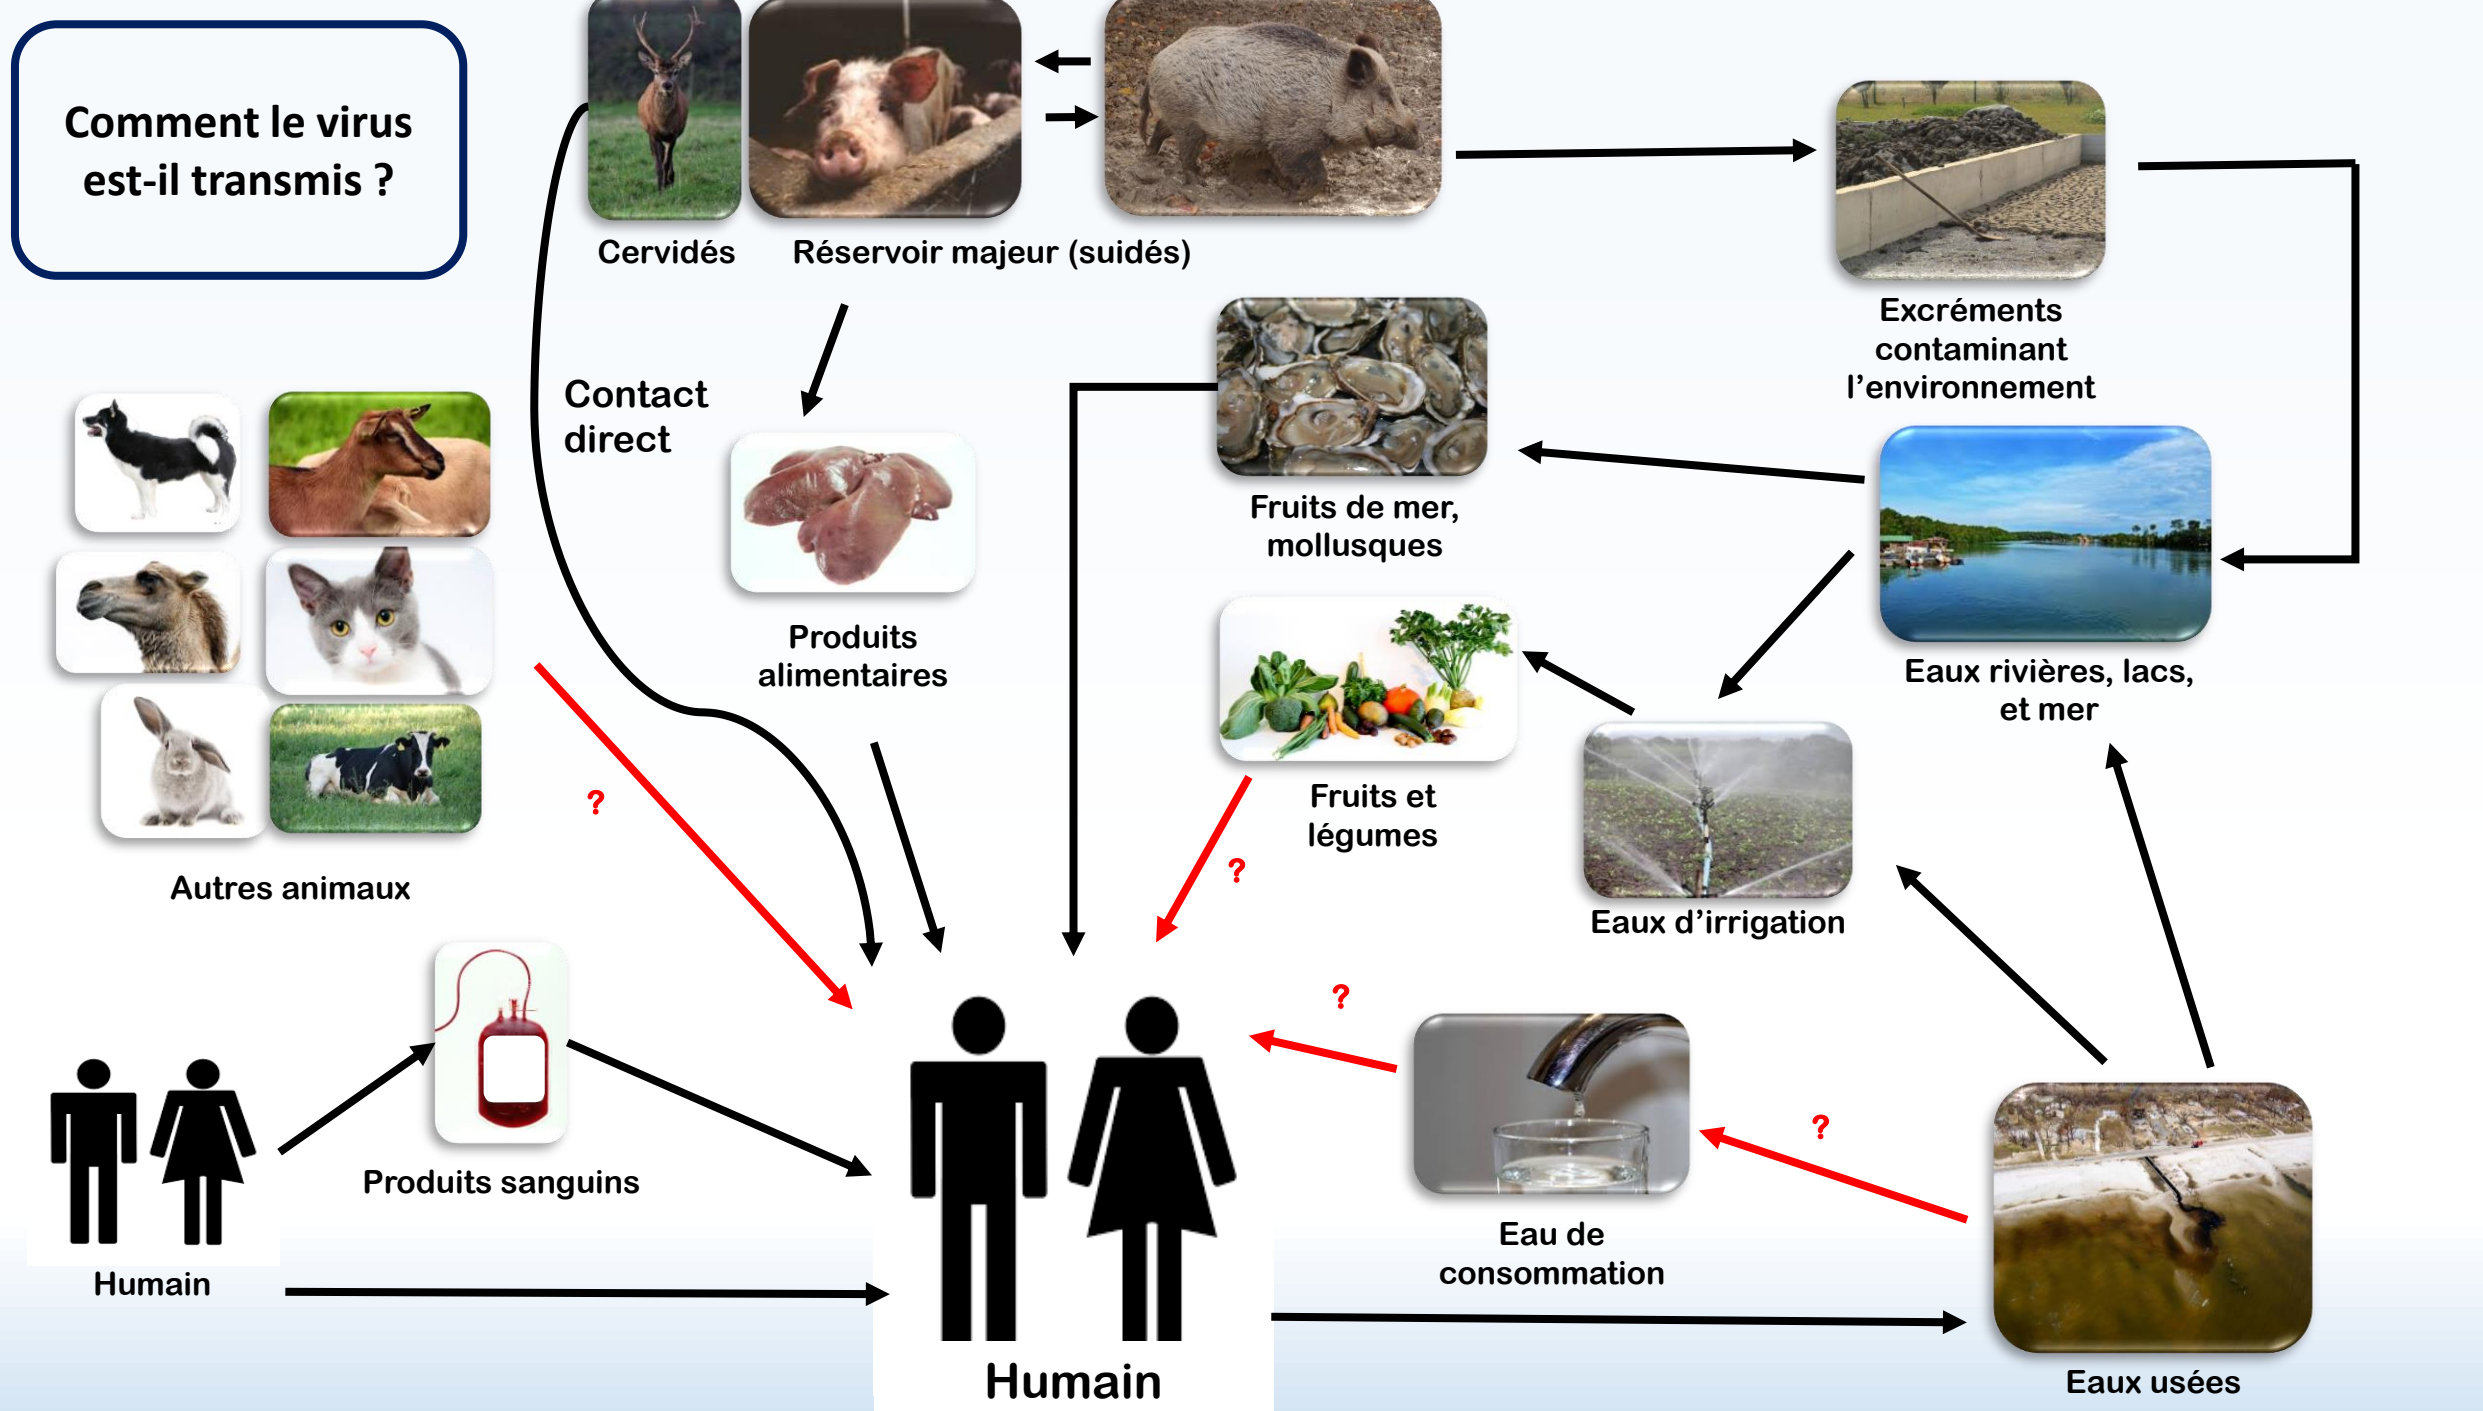 Comment le virus
est-il transmis ?
Cervidés
Réservoir majeur (suidés)
Excréments
contaminant
l'environnement
Contact
direct
Fruits de mer,
mollusques
Produits
alimentaires
Eaux rivières, lacs,
et mer
?
Fruits et
légumes
?
Autres animaux
Eaux d'irrigation
?
?
Produits sanguins
Eau de
consommation
Humain
Humain
Eaux usées